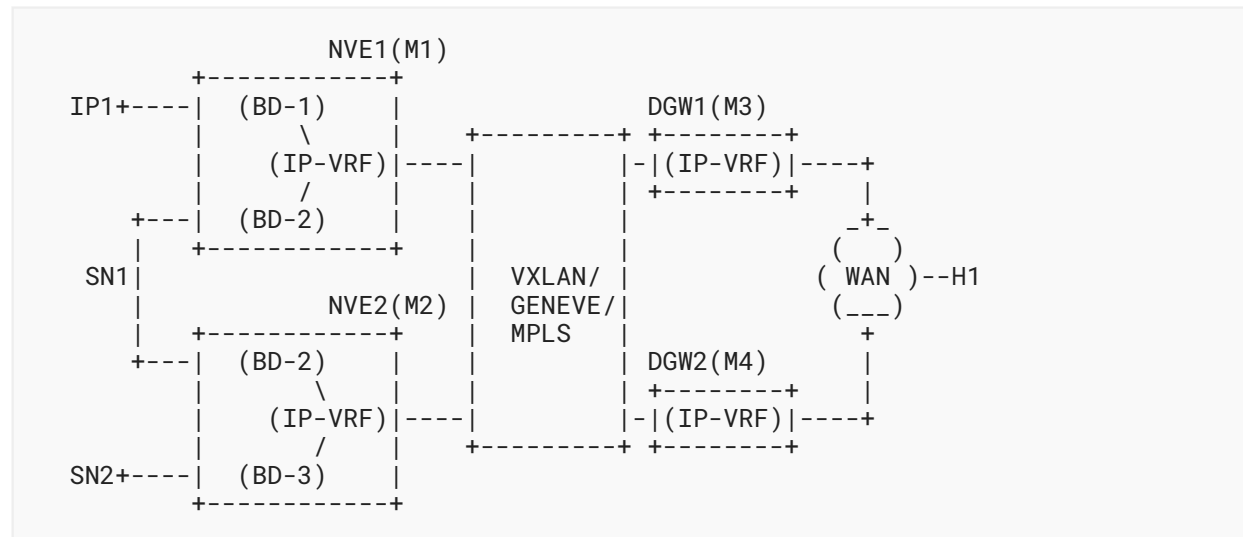 NVE1(M1)
            +------------+
    IP1+----|  (BD-1)    |                DGW1(M3)
            |      \     |    +---------+ +--------+
            |    (IP-VRF)|----|         |-|(IP-VRF)|----+
            |      /     |    |         | +--------+    |
        +---|  (BD-2)    |    |         |              _+_
        |   +------------+    |         |             (   )
     SN1|                     |  VXLAN/ |            ( WAN )--H1
        |            NVE2(M2) |  GENEVE/|             (___)
        |   +------------+    |  MPLS   |               +
        +---|  (BD-2)    |    |         | DGW2(M4)      |
            |       \    |    |         | +--------+    |
            |    (IP-VRF)|----|         |-|(IP-VRF)|----+
            |       /    |    +---------+ +--------+
    SN2+----|  (BD-3)    |
            +------------+